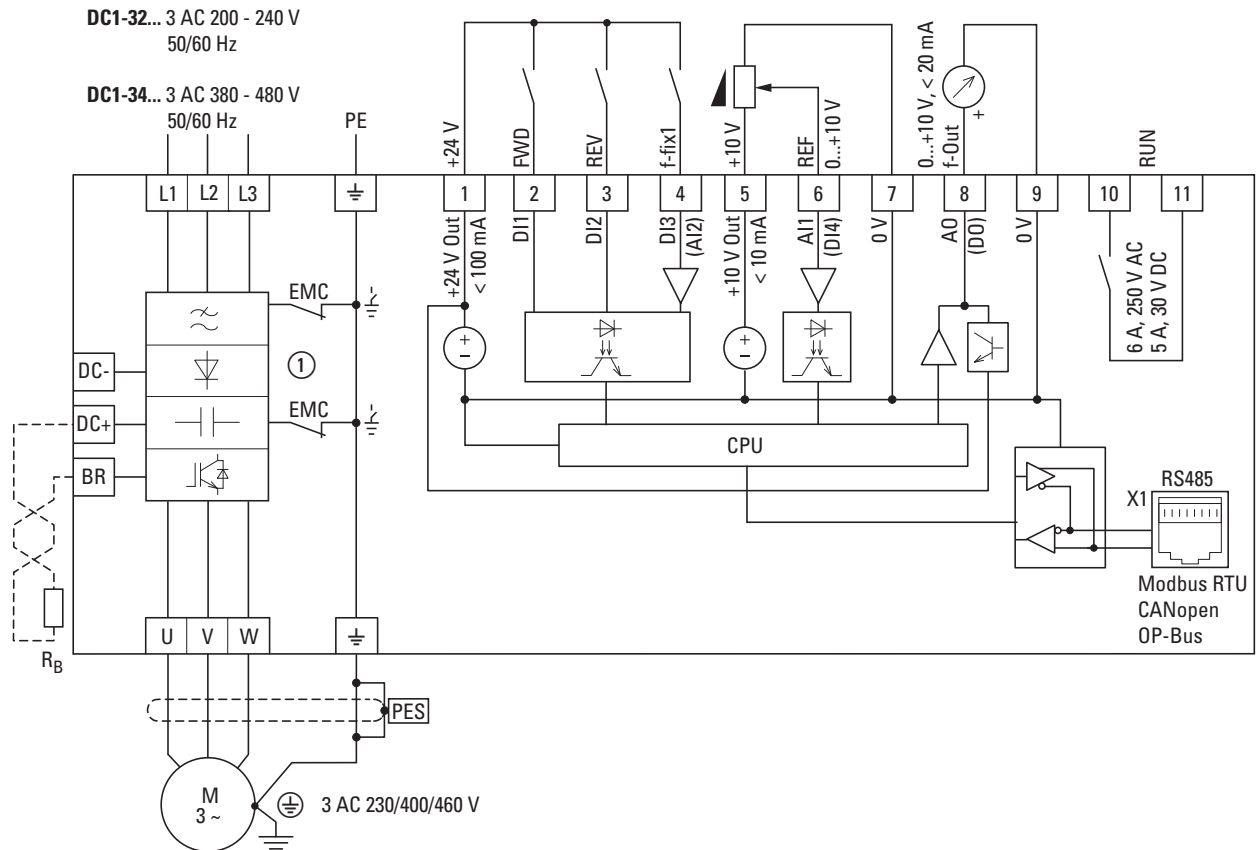 DC1-32... 3 AC 200 - 240 V
50/60 Hz
DC1-34... 3 AC 380 - 480 V
50/60 Hz
PE
+24 V
FWD
REV
f-fix1
+10 V
REF
0...+10 V
0...+10 V, < 20 mA
f-Out
+
RUN
L1 L2 L3
1 2 3 4 5 6 7 8 9 10 11
+24 V Out
< 100 mA
DI1
DI2
DI3
(AI2)
+10 V Out
< 10 mA
AI1
(DI4)
0 V
AO
(DO)
0 V
6 A, 250 V AC
5 A, 30 V DC
EMC
+
-
+
-
DC-
1
DC+
EMC
CPU
BR
RS485
X1
Modbus RTU
CANopen
OP-Bus
RB
U V W
PES
M
3 ~
3 AC 230/400/460 V